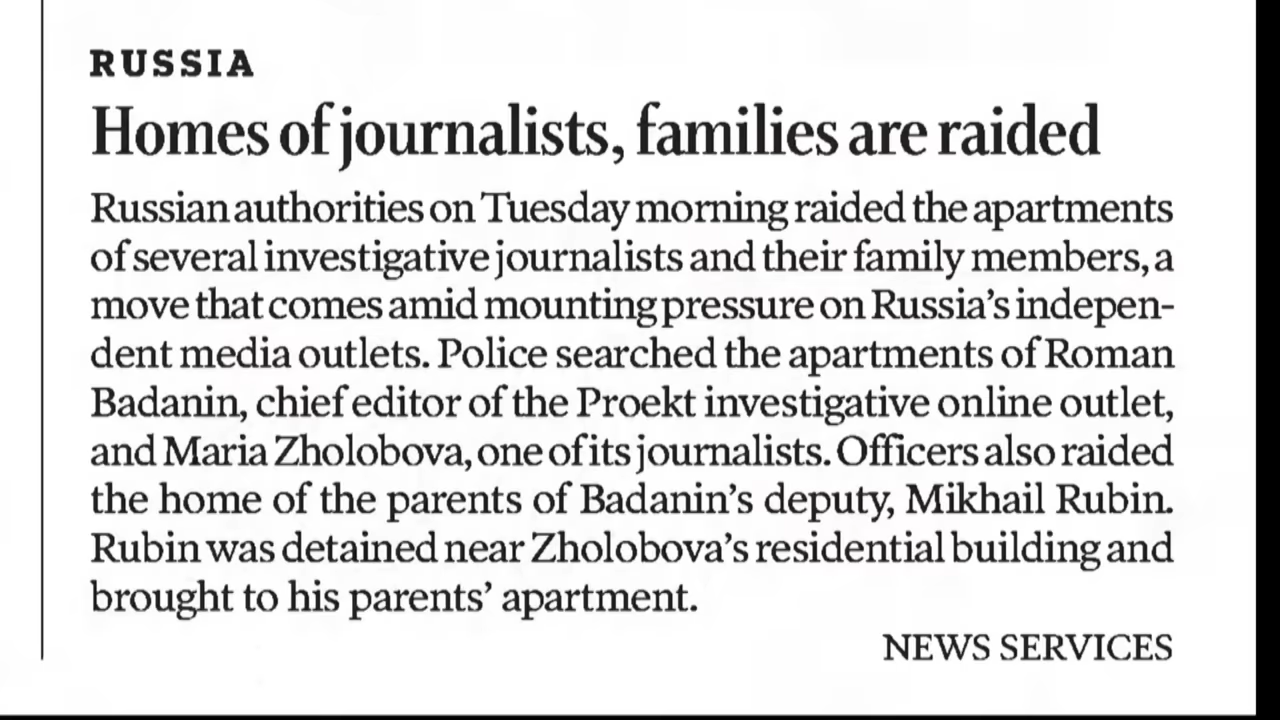 RUSSIA
Homes of journalists, families are raided
Russian authorities on Tuesday morning raided the apartments
of several investigative journalists and their family members, a
move that comes amid mounting pressure on Russia's indepen-
dent media outlets. Police searched the apartments of Roman
Badanin, chief editor of the Proekt investigative online outlet,
and Maria Zholobova, one of its journalists. Officers also raided
the home of the parents of Badanin's deputy, Mikhail Rubin.
Rubin was detained near Zholobova's residential building and
brought to his parents' apartment.
NEWS SERVICES